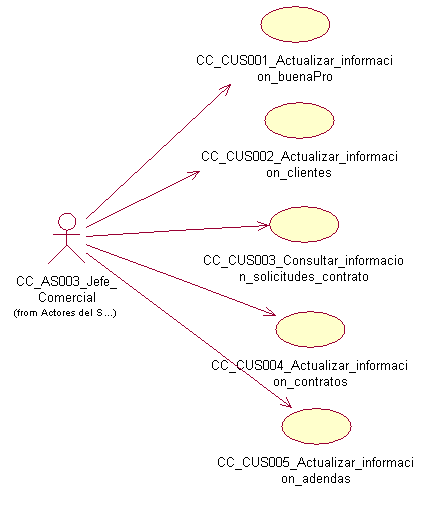 CC_CUS001_Actualizar_informaci
on_buenaPro
CC_CUS002_Actualizar_informaci
on_clientes
CC_CUS003_Consultar_informacio
n_solicitudes_contrato
CC_AS003_Jefe_
Comercial
(from Actores del S...)
CC_CUS004_Actualizar_informaci
on_contratos
CC_CUS005_Actualizar_informaci
on_adendas